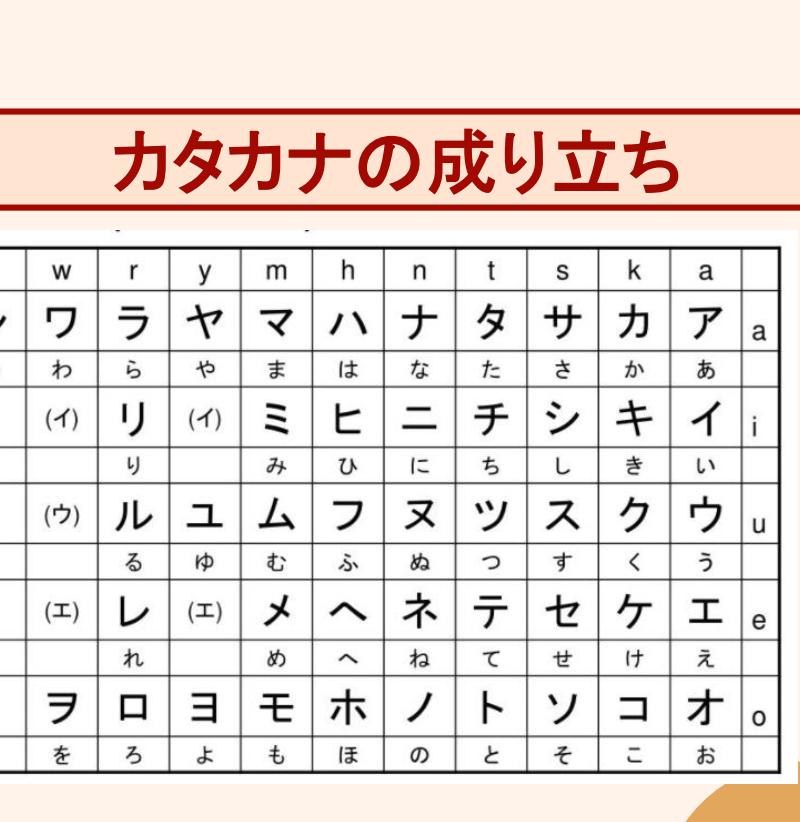 カタカナの成り立ち
w r y m h n t s k a
ワ ラ ヤ マ ハ ナ タ サ カ ア a
わ ら や ま は な た さ か あ
(イ) リ (イ) ミ ヒ ニ チ シ キ イ i
り み ひ に ち し き い
(ウ) ル ユ ム フ ヌ ツ ス ク ウ u
る ゆ む ふ ぬ つ す く う
(エ) レ (エ) メ ヘ ネ テ セ ケ エ e
れ め へ ね て せ け え
ヲ ロ ヨ モ ホ ノ ト ソ コ オ o
を ろ よ も ほ の と そ こ お